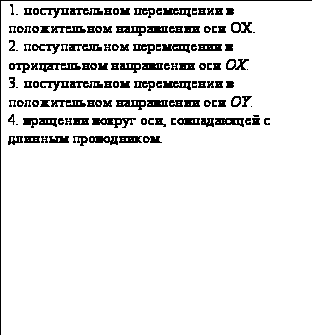 1. поступательном перемещении в
положительном направлении оси OX.
2. поступательном перемещении в
отрицательном направлении оси OX.
3. поступательном перемещении в
положительном направлении оси OY.
4. вращении вокруг оси, совпадающей с
длинным проводником.